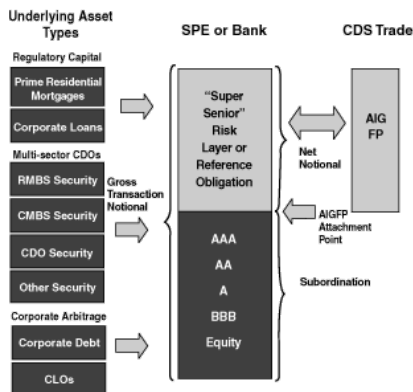 Underlying Asset
Types
SPE or Bank
CDS Trade
Regulatory Capital
Prime Residential
Mortgages
Corporate Loans
Multi-sector CDOs
RMBS Security
CMBS Security
CDO Security
Other Security
Corporate Arbitrage
Corporate Debt
CLOs
Gross
Transaction
Notional
"Super
Senior"
Risk
Layer or
Reference
Obligation
AAA
AA
A
BBB
Equity
Net
Notional
AIG
FP
AIGFP
Attachment
Point
Subordination